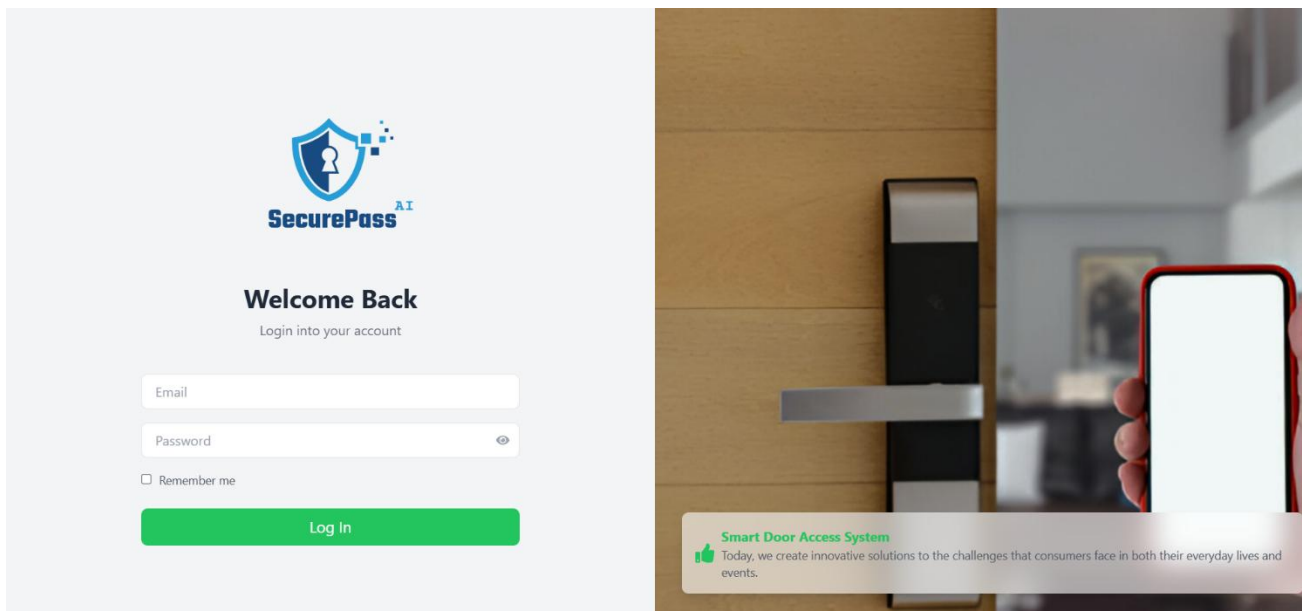 SecurePass AI
Welcome Back
Login into your account
Email
Password
Remember me
Log In
Smart Door Access System
Today, we create innovative solutions to the challenges that consumers face in both their everyday lives and
events.